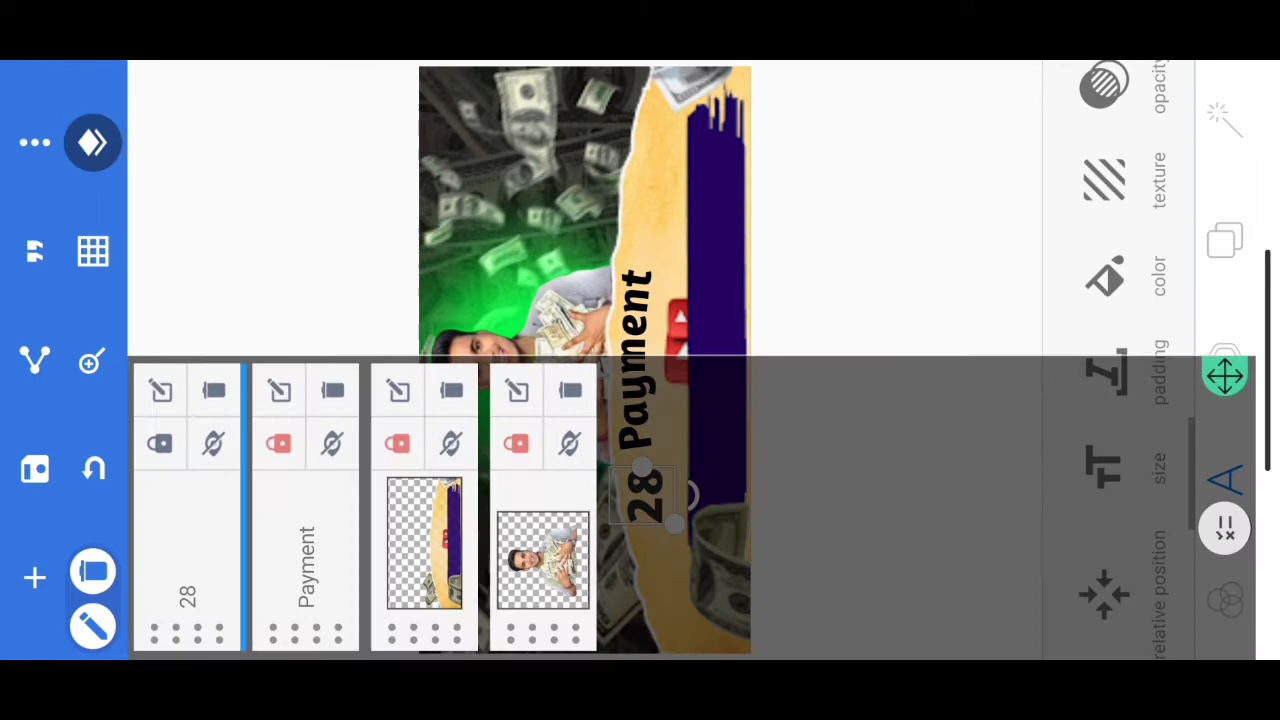 28 Payment
28
Payment
opacity
texture
color
padding
size
relative position